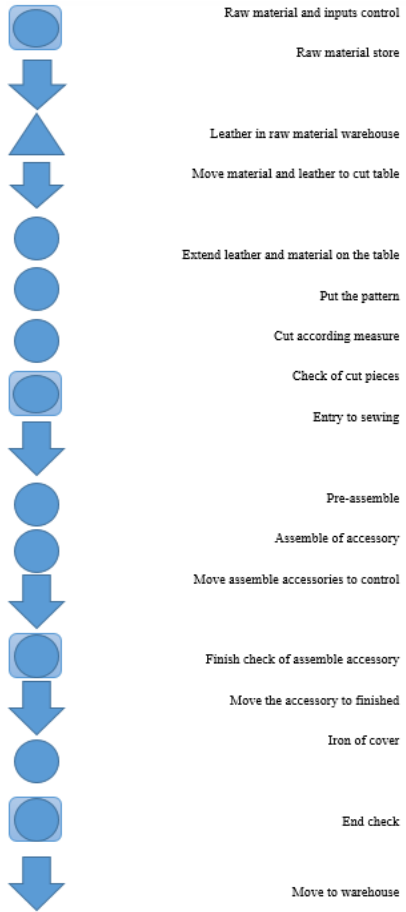 Raw material and inputs control
Raw material store
Leather in raw material warehouse
Move material and leather to cut table
Extend leather and material on the table
Put the pattern
Cut according measure
Check of cut pieces
Entry to sewing
Pre-assemble
Assemble of accessory
Move assemble accessories to control
Finish check of assemble accessory
Move the accessory to finished
Iron of cover
End check
Move to warehouse